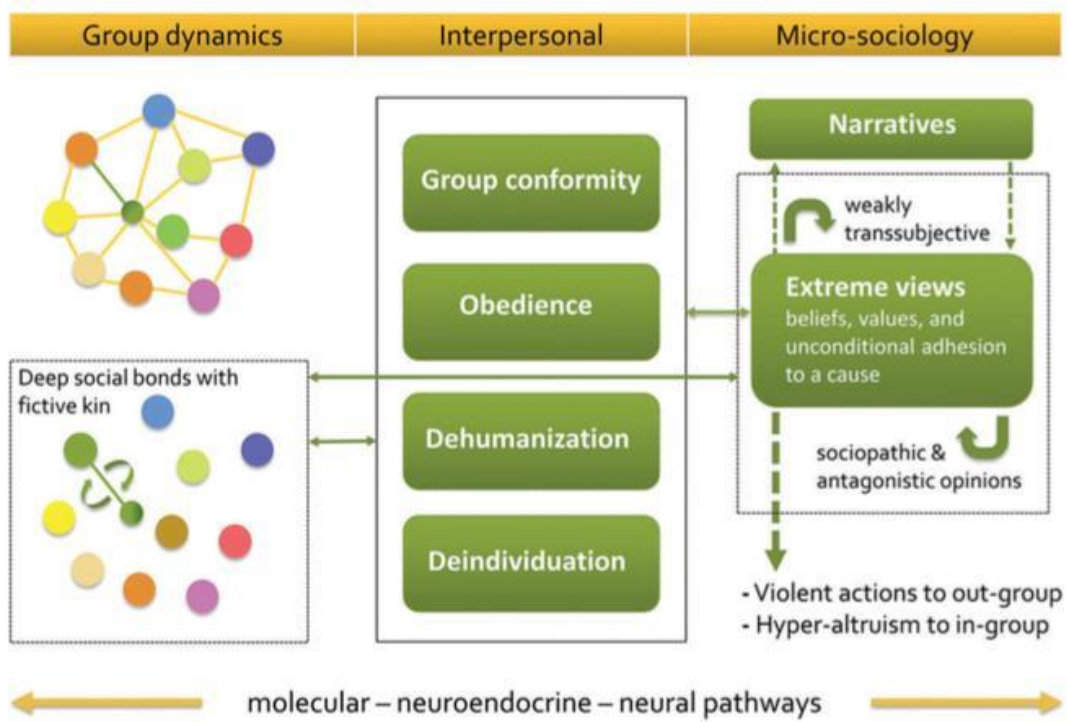 Group dynamics
Interpersonal
Micro-sociology
Group conformity
Obedience
Dehumanization
Deindividuation
Narratives
weakly
transsubjective
Extreme views
beliefs, values, and
unconditional adhesion
to a cause
sociopathic &
antagonistic opinions
Deep social bonds with
fictive kin
- Violent actions to out-group
- Hyper-altruism to in-group
molecular – neuroendocrine – neural pathways